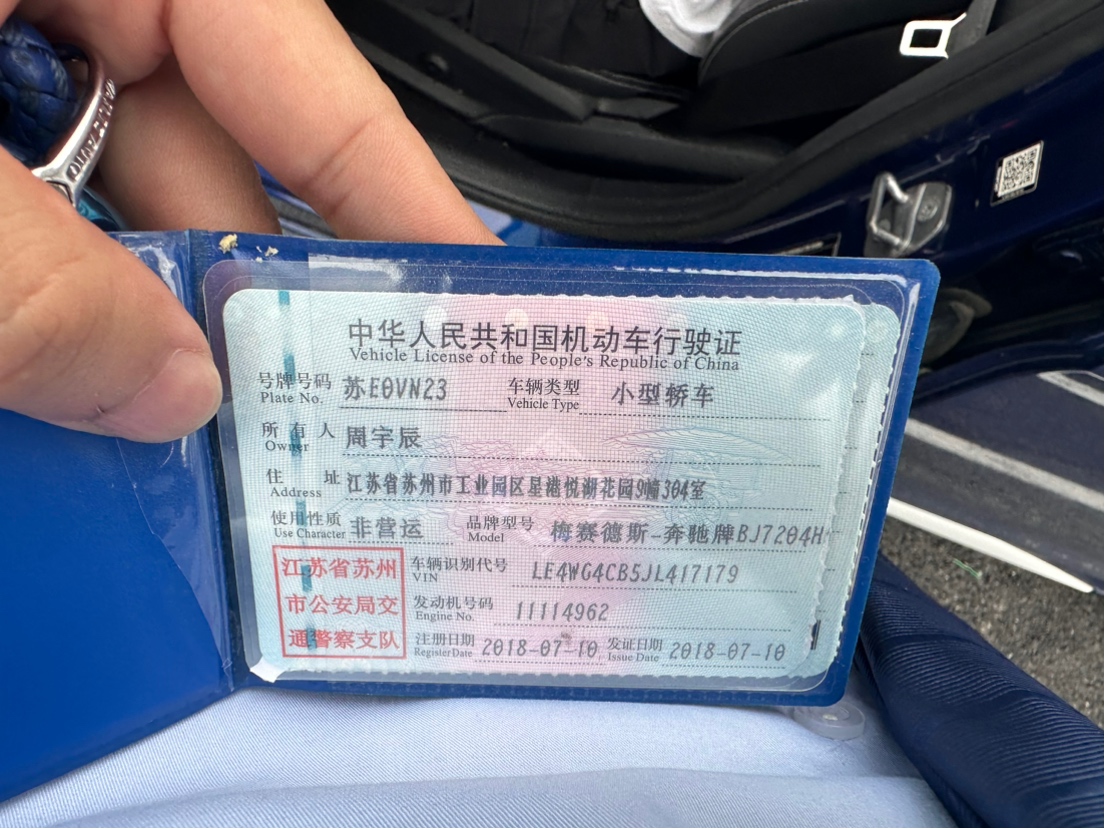 中华人民共和国机动车行驶证
Vehicle License of the People's Republic of China
号牌号码 苏E0VN23 车辆类型 小型轿车
Plate No. Vehicle Type
所有人 周宇辰
Owner
住址 江苏省苏州市工业园区星港悦湖花园9幢304室
Address
使用性质 非营运 品牌型号 梅赛德斯-奔驰牌BJ7204H
Use Character Model
江苏省苏州
市公安局交
通警察支队
车辆识别代号 LE4WG4CB5JL417179
VIN
发动机号码 11114962
Engine No.
注册日期 2018-07-10 发证日期 2018-07-10
Register Date Issue Date